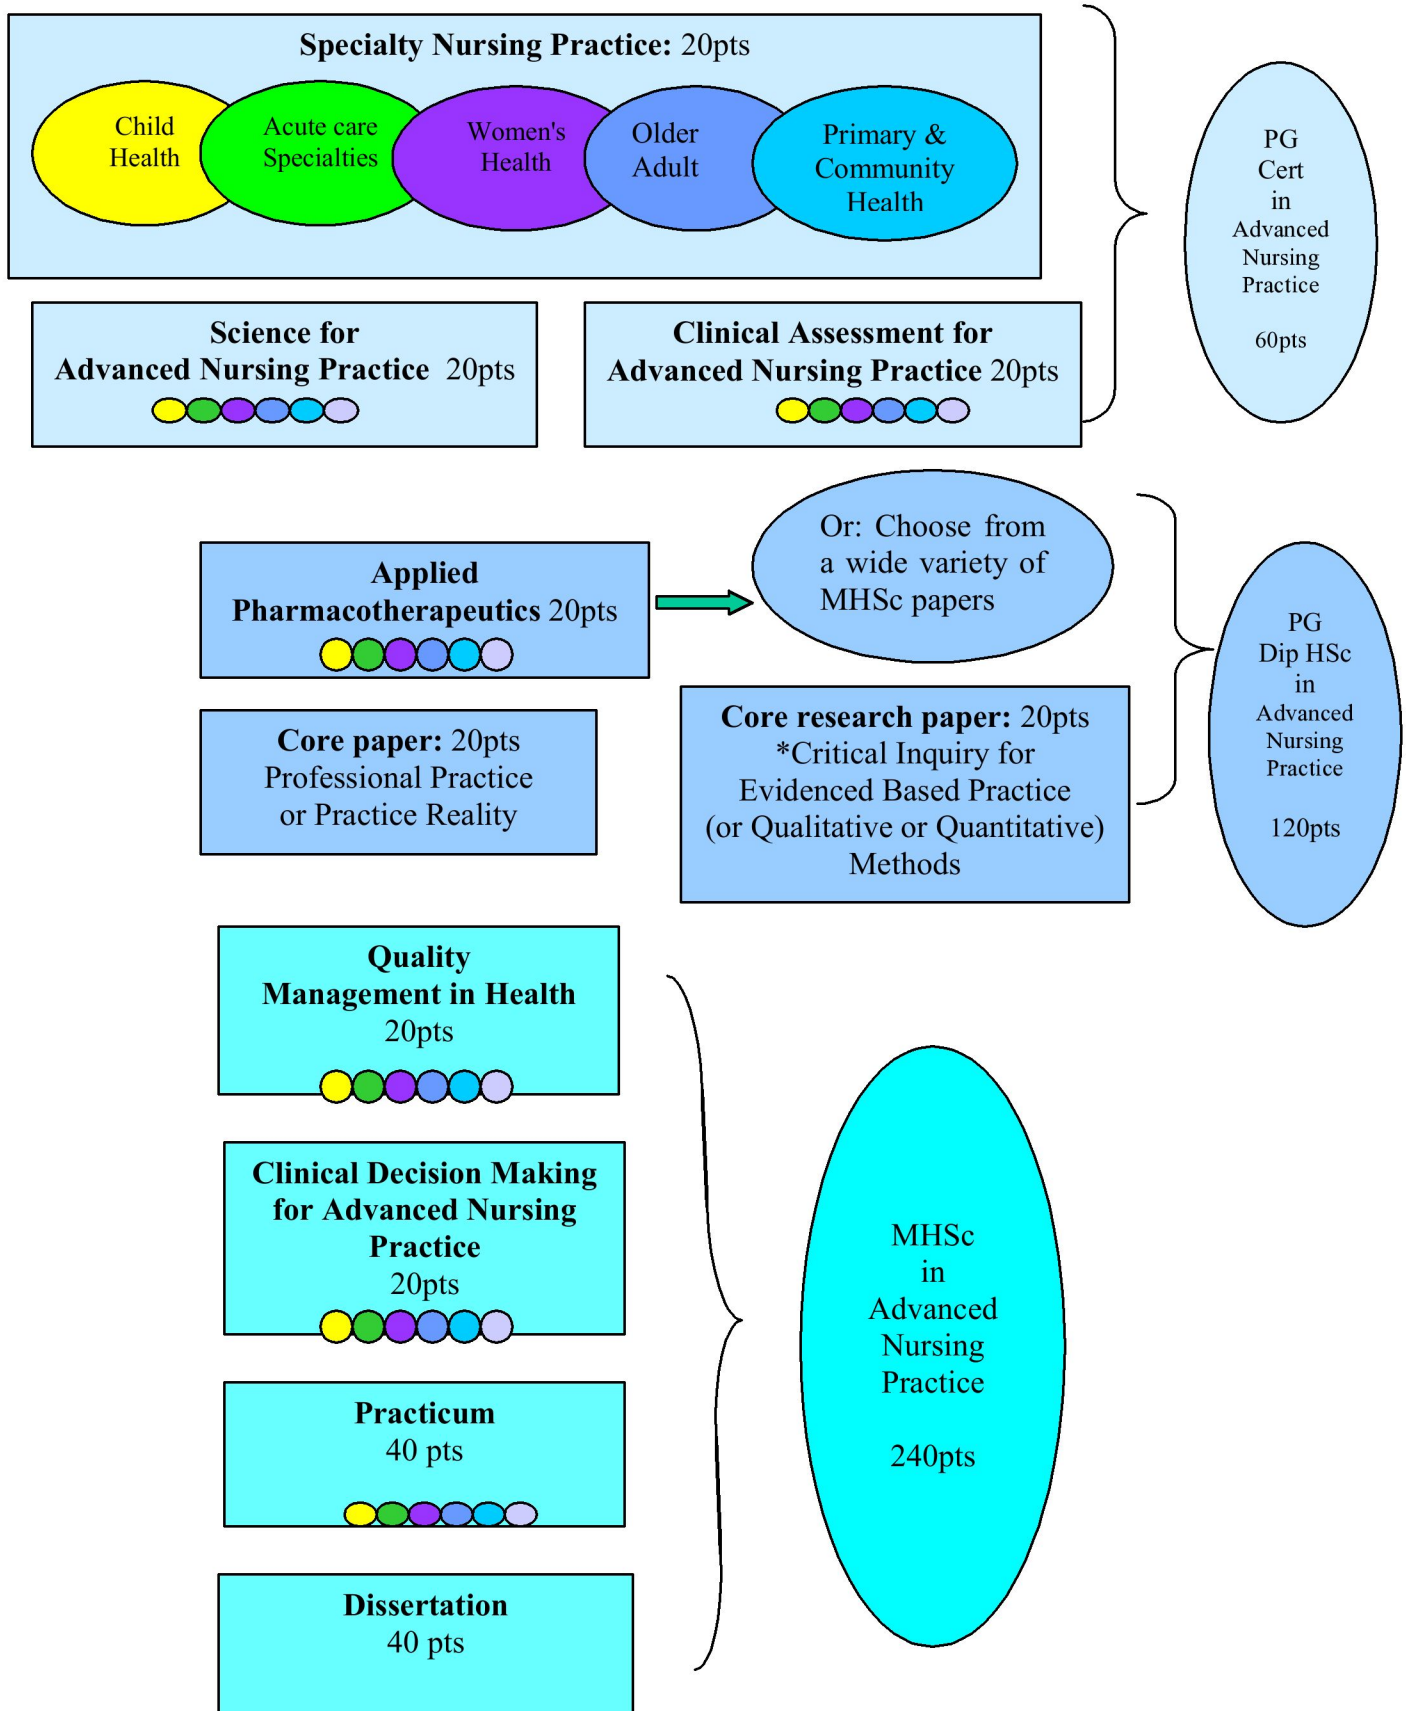 Specialty Nursing Practice: 20pts
Child
Health
Acute care
Specialties
Women's
Health
Older
Adult
Primary &
Community
Health
PG
Cert
in
Advanced
Nursing
Practice
60pts
Science for
Advanced Nursing Practice 20pts
Clinical Assessment for
Advanced Nursing Practice 20pts
Applied
Pharmacotherapeutics 20pts
Or: Choose from
a wide variety of
MHSc papers
PG
Dip HSc
in
Advanced
Nursing
Practice
120pts
Core paper: 20pts
Professional Practice
or Practice Reality
Core research paper: 20pts
*Critical Inquiry for
Evidenced Based Practice
(or Qualitative or Quantitative)
Methods
Quality
Management in Health
20pts
Clinical Decision Making
for Advanced Nursing
Practice
20pts
Practicum
40 pts
Dissertation
40 pts
MHSc
in
Advanced
Nursing
Practice
240pts